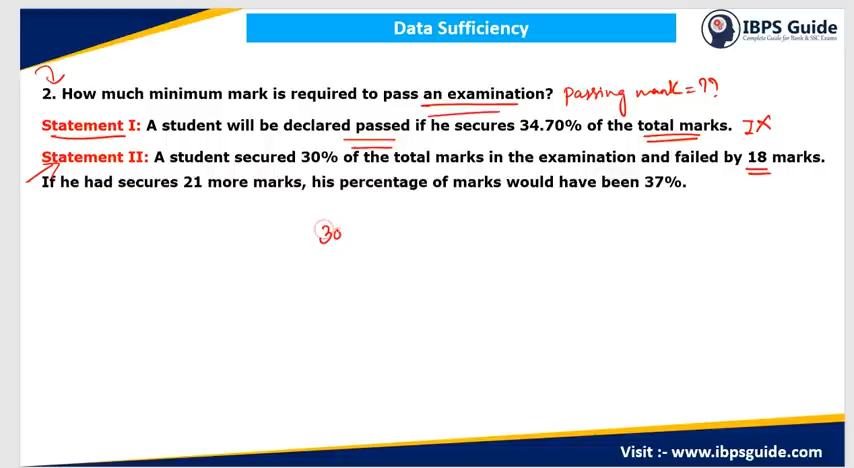 Data Sufficiency
IBPS Guide
Complete Guide for Bank & SSC Exams
2. How much minimum mark is required to pass an examination? Passing mark = ??
Statement I: A student will be declared passed if he secures 34.70% of the total marks. I X
Statement II: A student secured 30% of the total marks in the examination and failed by 18 marks.
If he had secures 21 more marks, his percentage of marks would have been 37%.
30
Visit :- www.ibpsguide.com